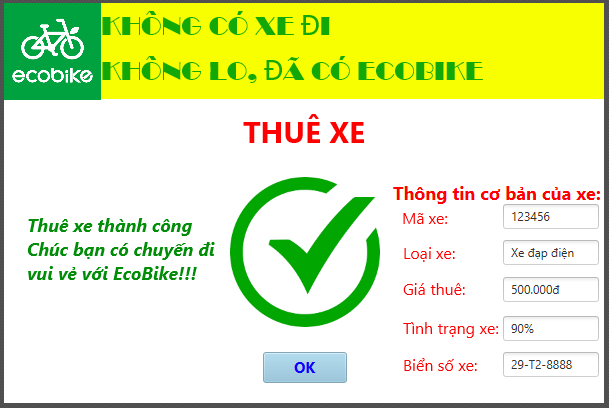 ecobike
KHÔNG CÓ XE ĐI
KHÔNG LO, ĐÃ CÓ ECOBIKE
THUÊ XE
Thuê xe thành công
Chúc bạn có chuyến đi
vui vẻ với EcoBike!!!
Thông tin cơ bản của xe:
Mã xe: 123456
Loại xe: Xe đạp điện
Giá thuê: 500.000đ
Tình trạng xe: 90%
Biển số xe: 29-T2-8888
OK